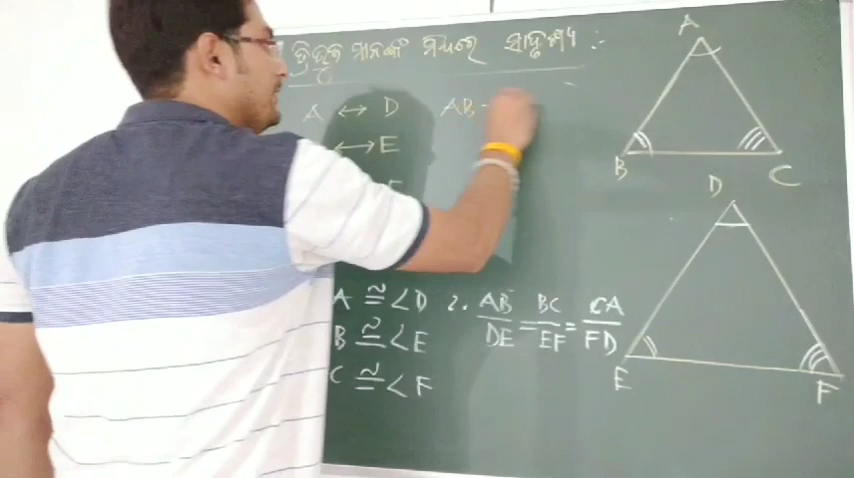 ତ୍ରିଭୁଜ ମାନଙ୍କ ମଧ୍ୟରେ ସାଦୃଶ୍ୟ :-
A ↔ D AB
↔ E
A ≅ ∠D 2. AB/DE = BC/EF = CA/FD
B ≅ ∠E
C ≅ ∠F
A
B
C
D
E
F